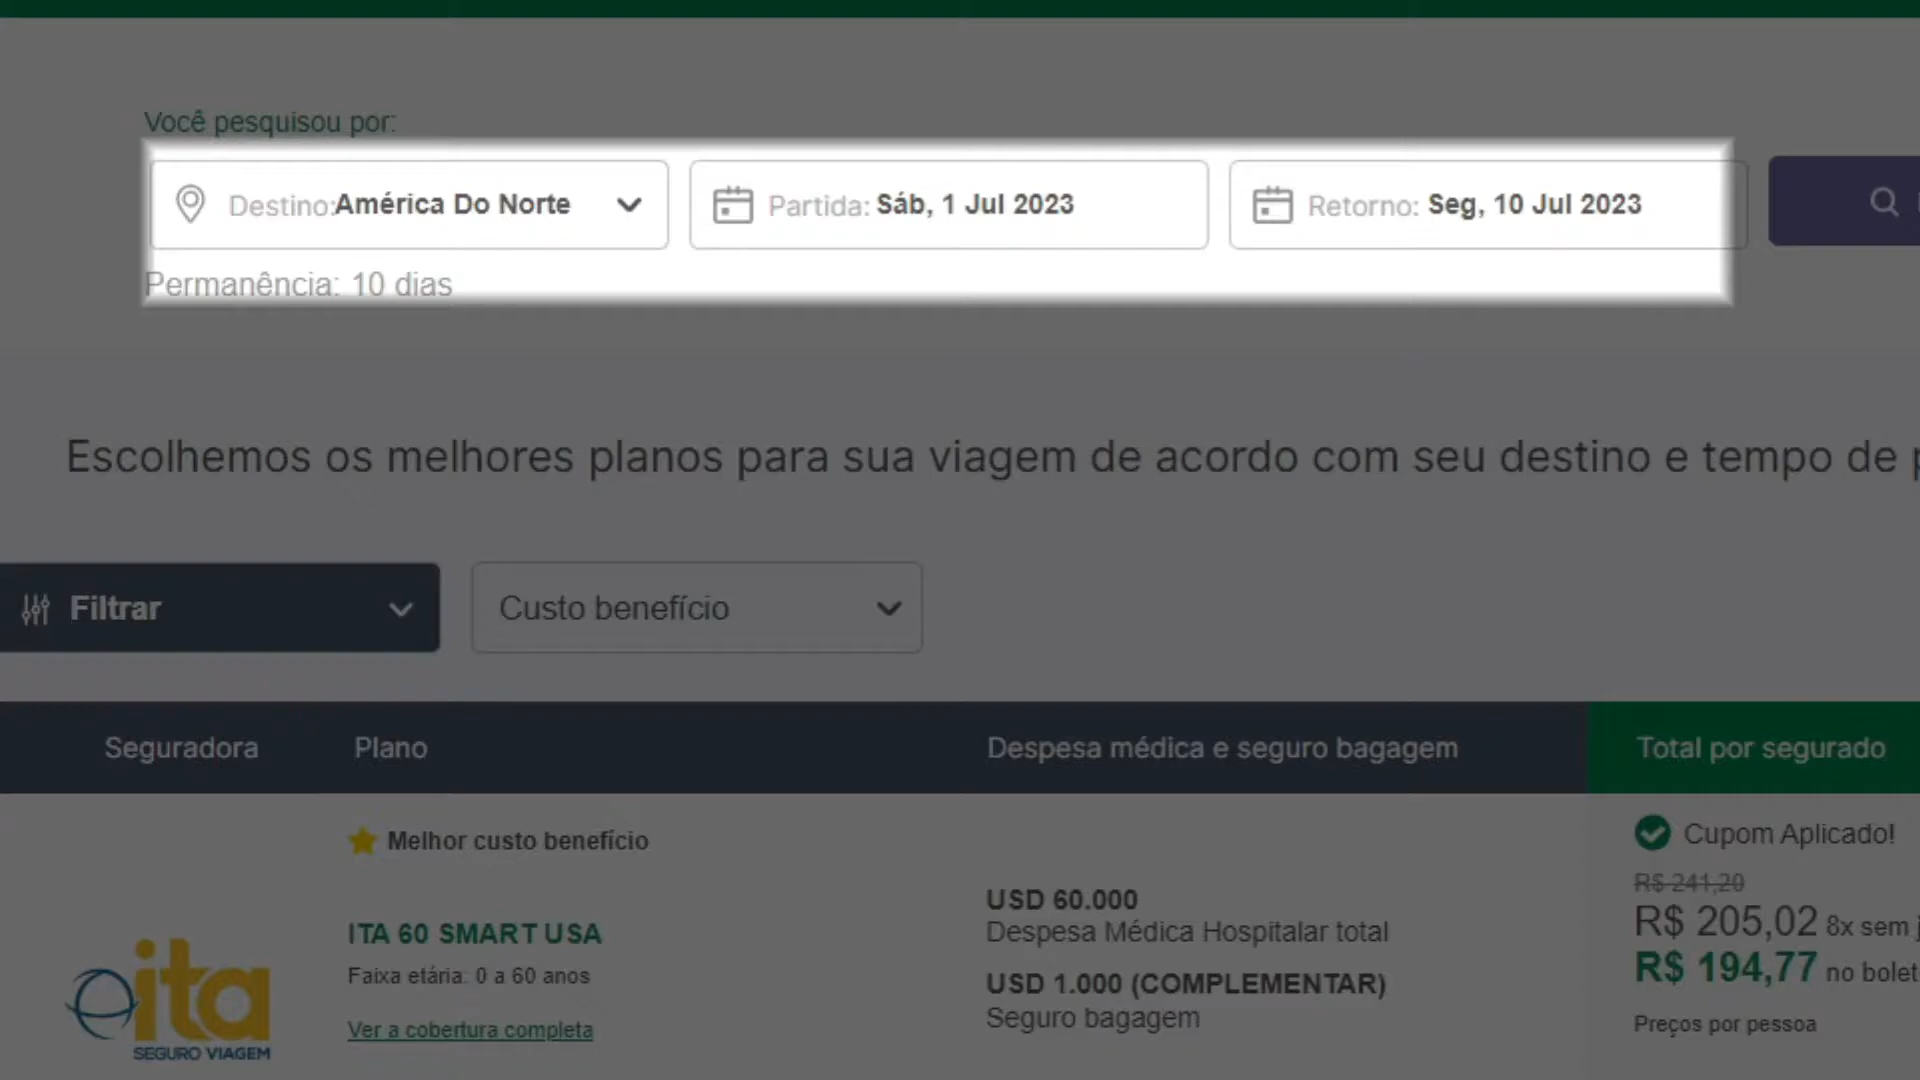 Você pesquisou por:
Destino:América Do Norte
Partida: Sáb, 1 Jul 2023
Retorno: Seg, 10 Jul 2023
Permanência: 10 dias
Escolhemos os melhores planos para sua viagem de acordo com seu destino e tempo de
Filtrar
Custo benefício
Seguradora Plano Despesa médica e seguro bagagem Total por segurado
Melhor custo benefício
ITA 60 SMART USA
Faixa etária: 0 a 60 anos
Ver a cobertura completa
ita
SEGURO VIAGEM
USD 60.000
Despesa Médica Hospitalar total
USD 1.000 (COMPLEMENTAR)
Seguro bagagem
Cupom Aplicado!
R$ 241,20
R$ 205,02 8x sem
R$ 194,77 no bolet
Preços por pessoa